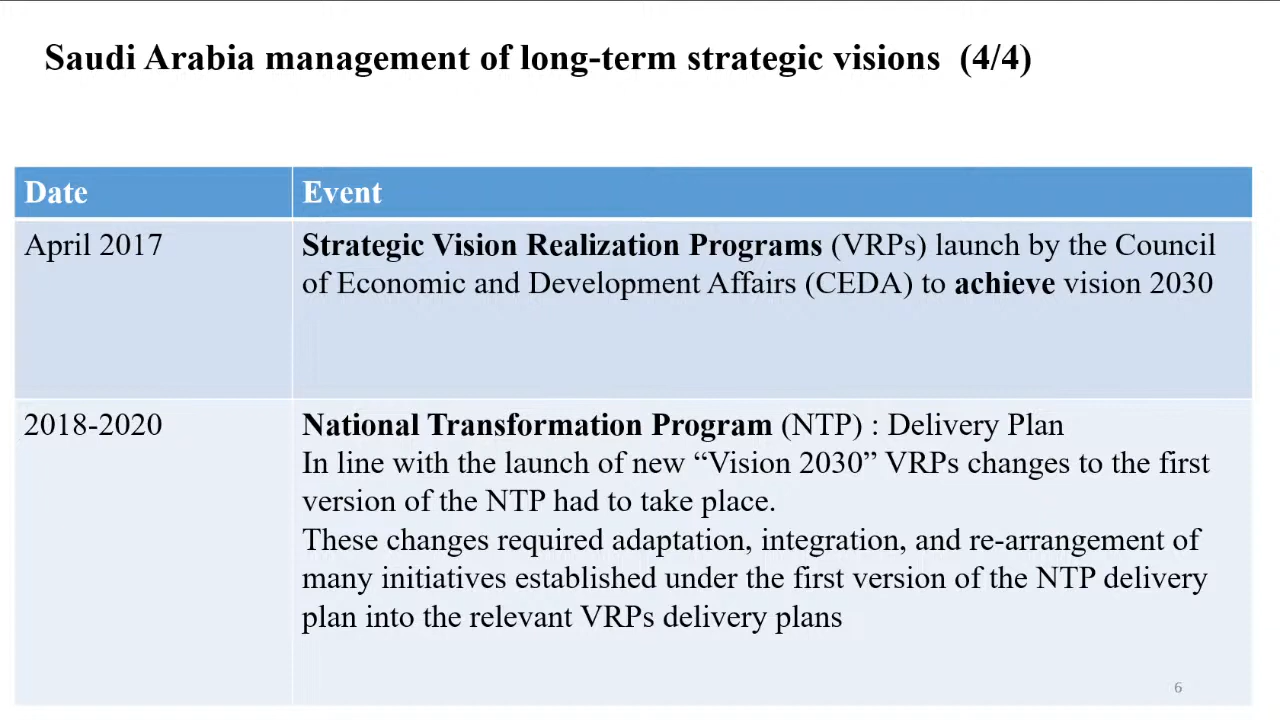 Saudi Arabia management of long-term strategic visions (4/4)
Date
Event
April 2017
Strategic Vision Realization Programs (VRPs) launch by the Council
of Economic and Development Affairs (CEDA) to achieve vision 2030
2018-2020
National Transformation Program (NTP) : Delivery Plan
In line with the launch of new “Vision 2030” VRPs changes to the first
version of the NTP had to take place.
These changes required adaptation, integration, and re-arrangement of
many initiatives established under the first version of the NTP delivery
plan into the relevant VRPs delivery plans
6